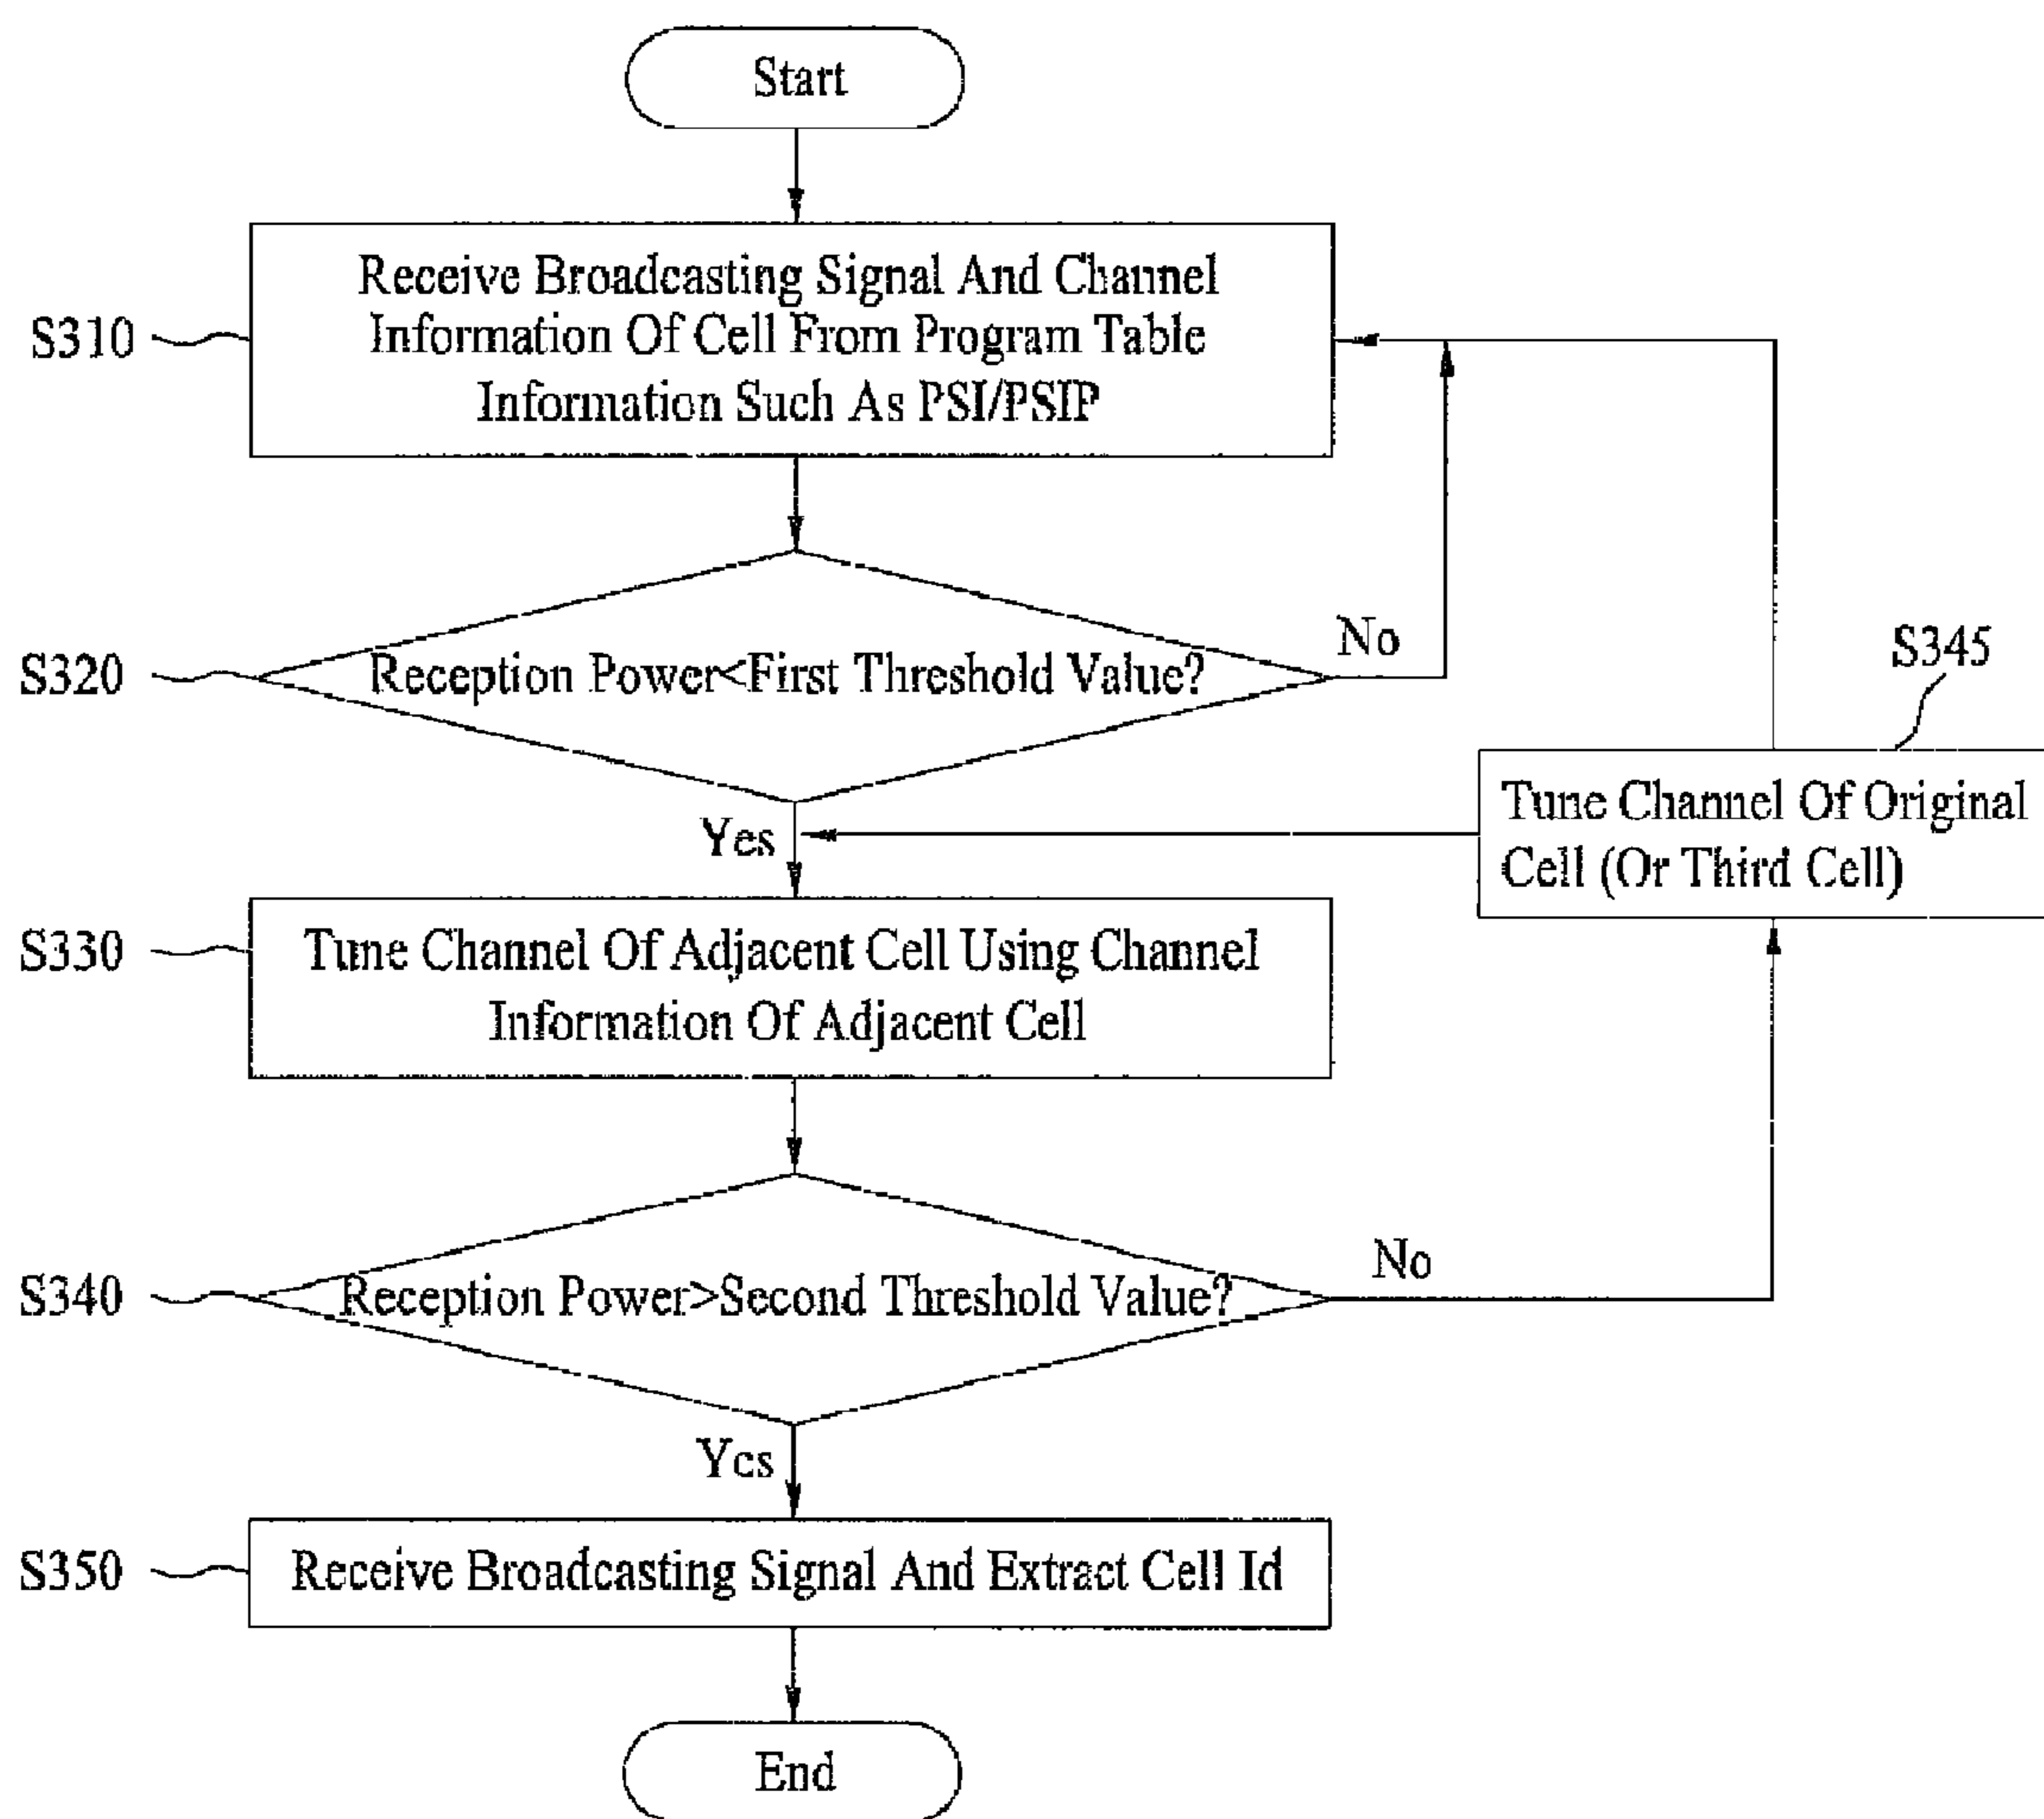 Start
Receive Broadcasting Signal And Channel
Information Of Cell From Program Table
Information Such As PSI/PSIP
S310
S320
Reception Power<First Threshold Value?
No
S345
Tune Channel Of Original
Cell (Or Third Cell)
Yes
S330
Tune Channel Of Adjacent Cell Using Channel
Information Of Adjacent Cell
S340
Reception Power>Second Threshold Value?
No
Yes
S350
Receive Broadcasting Signal And Extract Cell Id
End